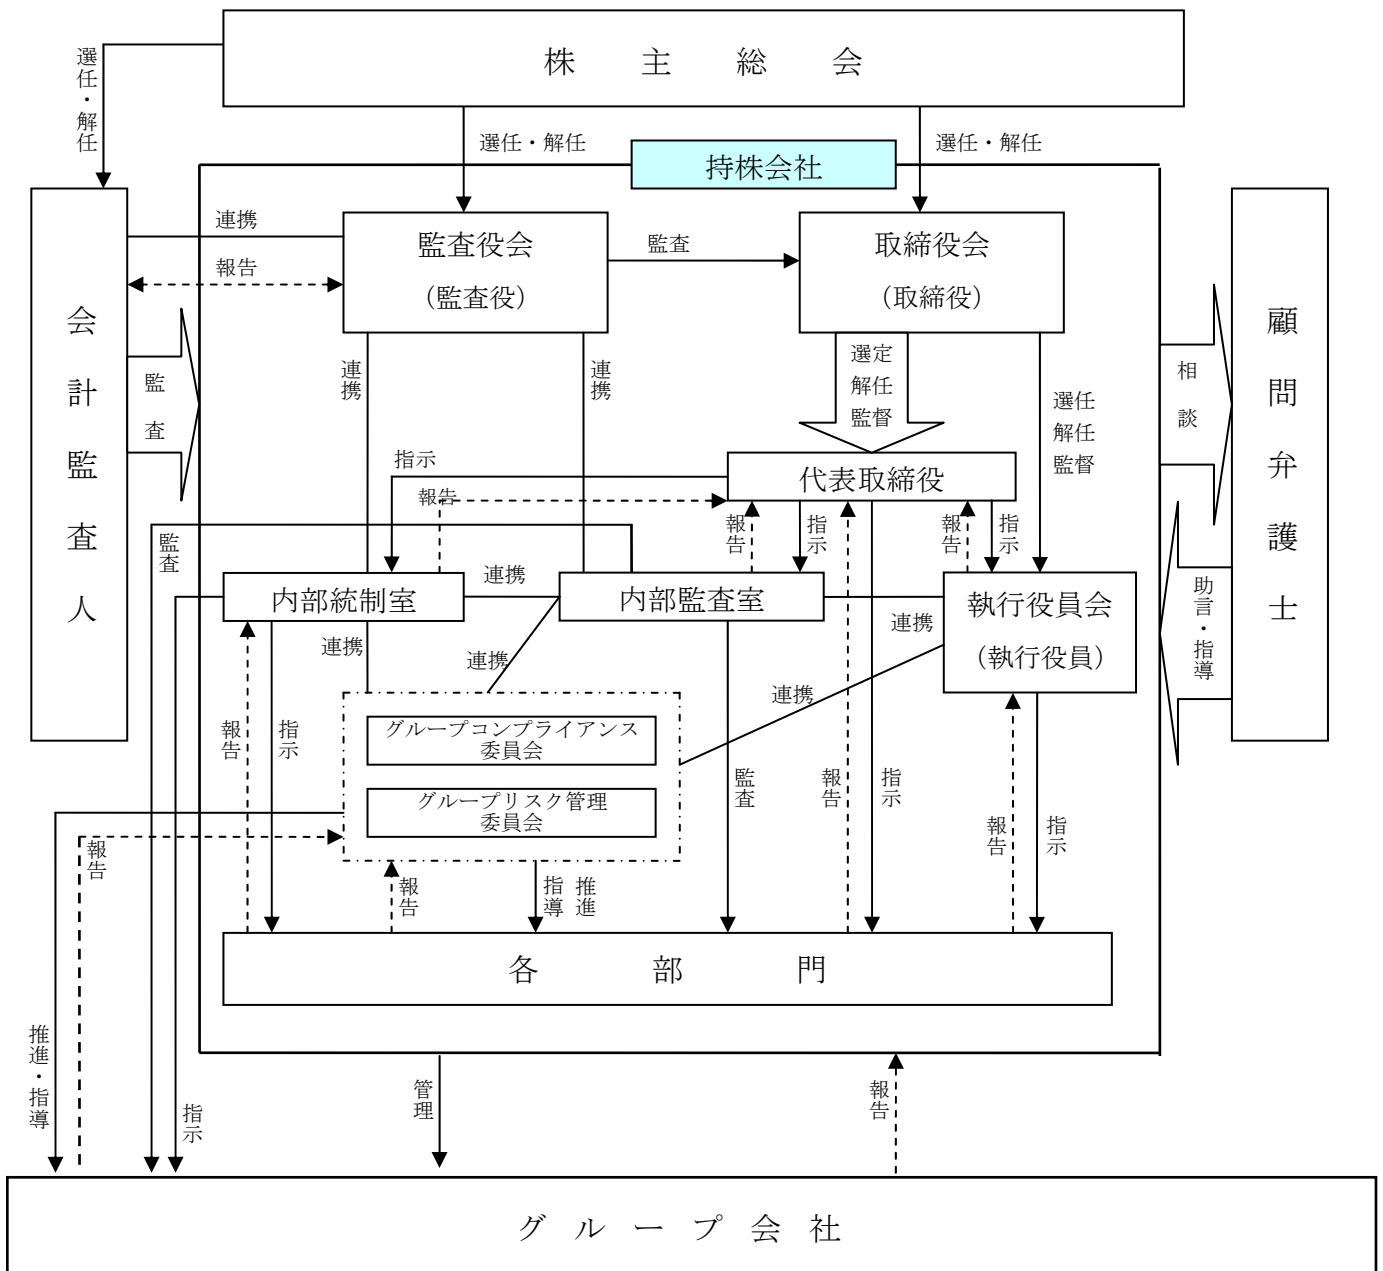 株主総会
選任・解任
選任・解任
選任・解任
持株会社
監査役会
(監査役)
取締役会
(取締役)
連携
報告
監査
会計監査人
監査
顧問弁護士
相談
助言・指導
連携
連携
選定
解任
監督
選任
解任
監督
代表取締役
指示
報告
監査
報告
指示
報告
指示
内部統制室
連携
内部監査室
執行役員会
(執行役員)
連携
連携
連携
連携
報告
指示
グループコンプライアンス
委員会
グループリスク管理
委員会
監査
報告
指示
報告
指示
報告
報告
指導
推進
各部門
推進・指導
指示
管理
報告
グループ会社